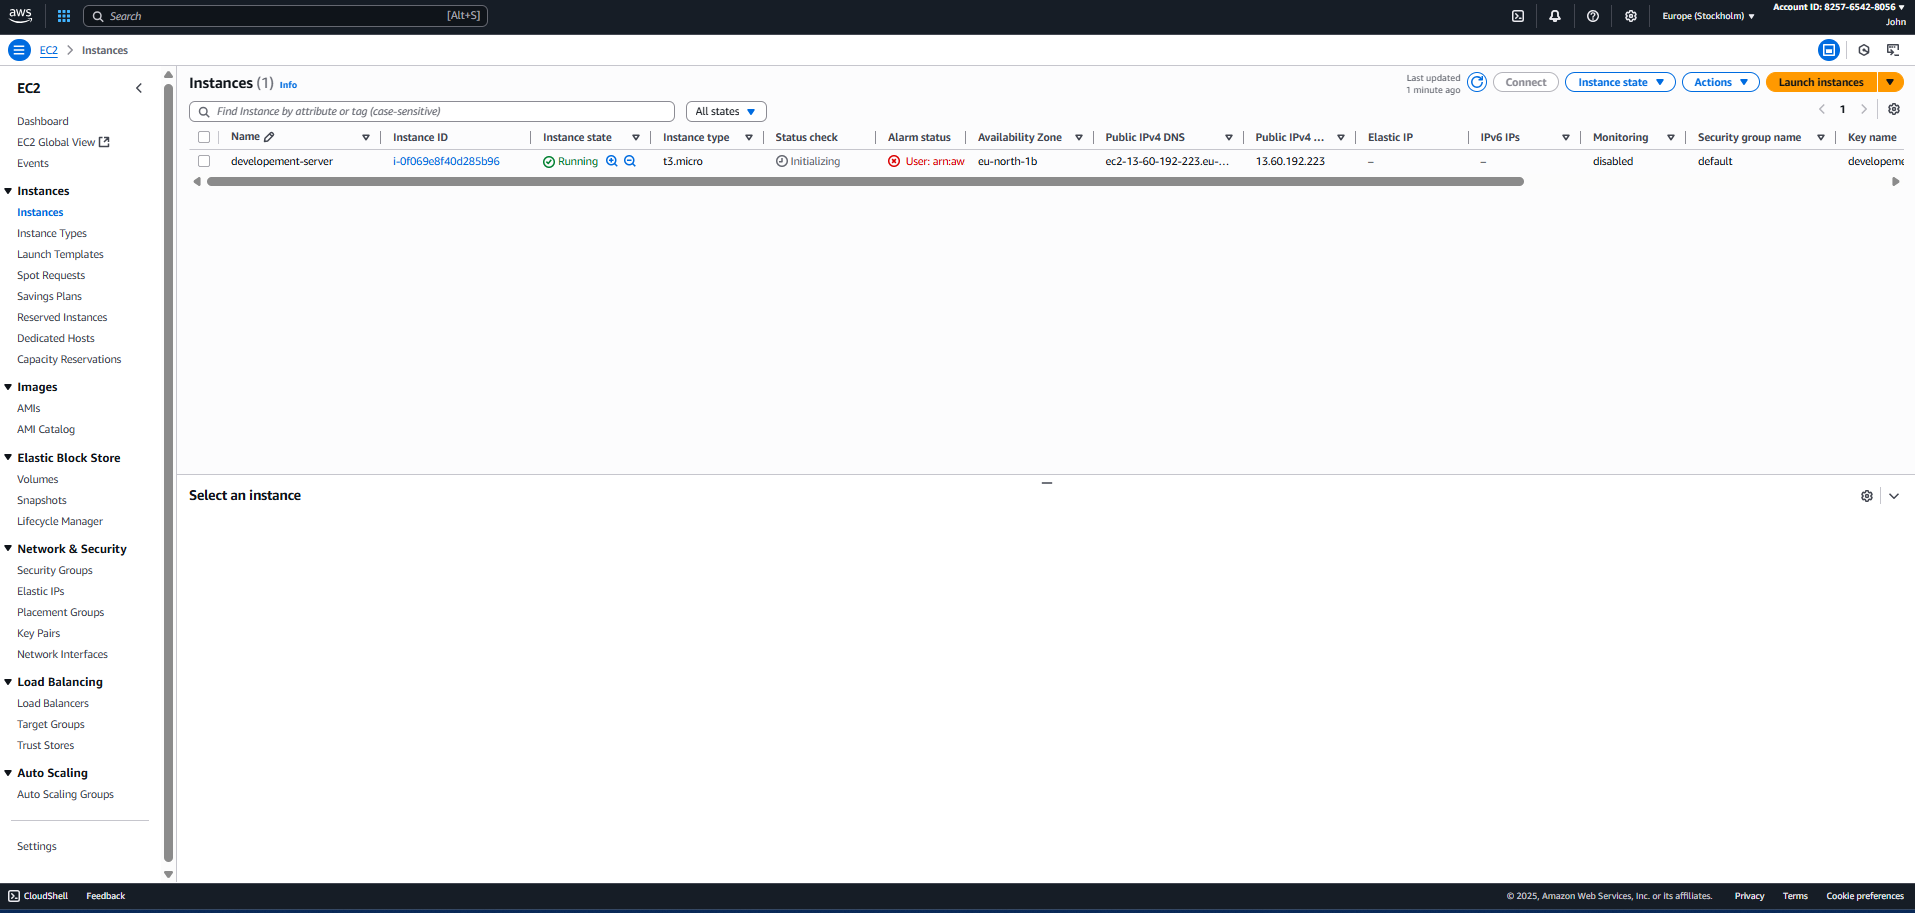 aws
Search
[Alt+S]
Europe (Stockholm)
Account ID: 8257-6542-8056
John
EC2
Instances
EC2
Dashboard
EC2 Global View
Events
Instances
Instances
Instance Types
Launch Templates
Spot Requests
Savings Plans
Reserved Instances
Dedicated Hosts
Capacity Reservations
Images
AMIs
AMI Catalog
Elastic Block Store
Volumes
Snapshots
Lifecycle Manager
Network & Security
Security Groups
Elastic IPs
Placement Groups
Key Pairs
Network Interfaces
Load Balancing
Load Balancers
Target Groups
Trust Stores
Auto Scaling
Auto Scaling Groups
Settings
Instances (1) Info
Last updated
1 minute ago
Connect
Instance state
Actions
Launch instances
Find Instance by attribute or tag (case-sensitive)
All states
1
Name Instance ID Instance state Instance type Status check Alarm status Availability Zone Public IPv4 DNS Public IPv4 ... Elastic IP IPv6 IPs Monitoring Security group name Key name
developement-server i-0f069e8f40d285b96 Running t3.micro Initializing User: arn:aw eu-north-1b ec2-13-60-192-223.eu-... 13.60.192.223 – – disabled default developeme
Select an instance
CloudShell
Feedback
© 2025, Amazon Web Services, Inc. or its affiliates.
Privacy
Terms
Cookie preferences